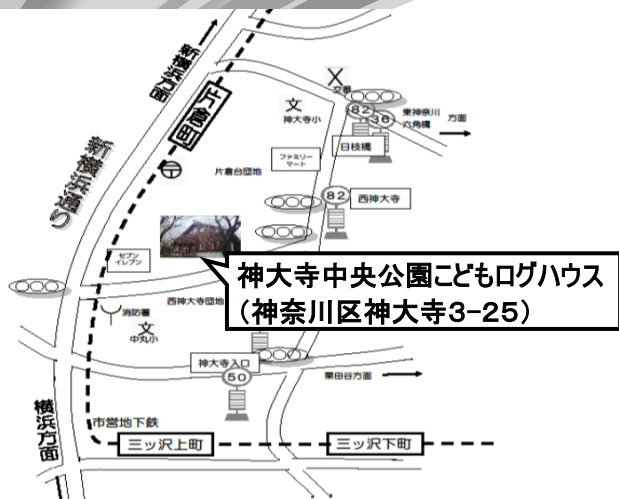 新横浜方面
片倉町
新横浜通り
交番
文
神大寺小
82
36
東神奈川
六角橋
方面
日枝橋
ファミリー
マート
片倉台団地
82
西神大寺
セブン
イレブン
神大寺中央公園こどもログハウス
(神奈川区神大寺3-25)
西神大寺団地
消防署
文
中丸小
神大寺入口
50
栗田谷方面
横浜方面
市営地下鉄
三ッ沢上町
三ッ沢下町